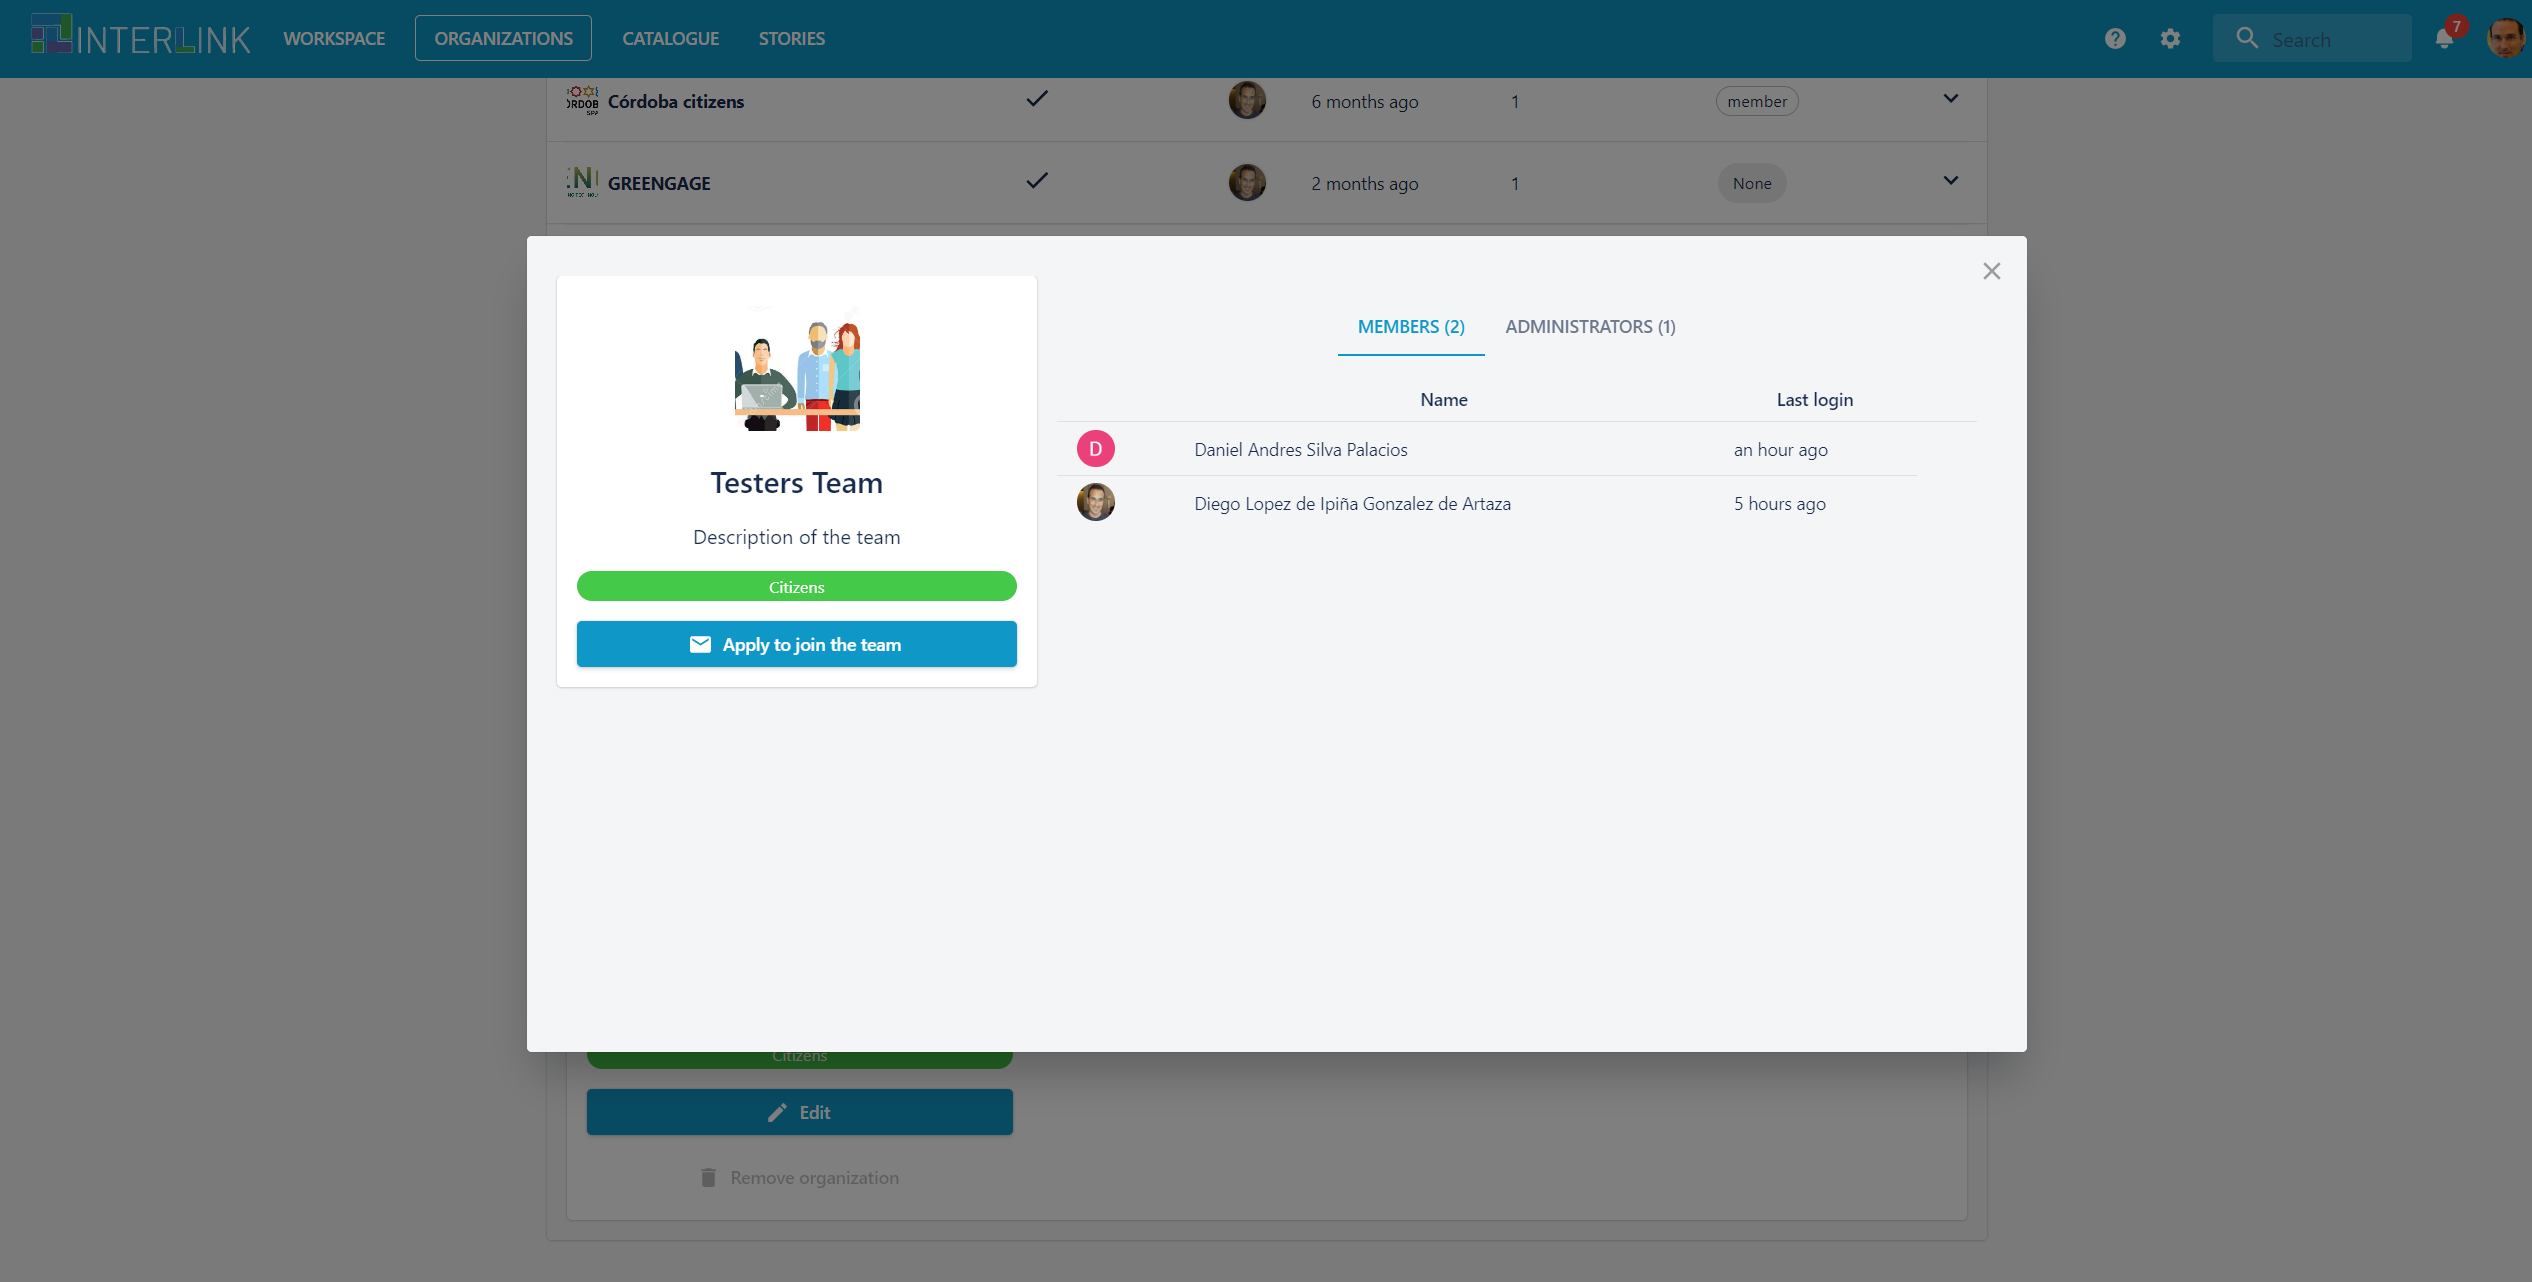 INTERLINK WORKSPACE ORGANIZATIONS CATALOGUE STORIES Search 7
Córdoba citizens 6 months ago 1 member
GREENGAGE 2 months ago 1 None
MEMBERS (2) ADMINISTRATORS (1)
Name Last login
D Daniel Andres Silva Palacios an hour ago
Diego Lopez de Ipiña Gonzalez de Artaza 5 hours ago
Testers Team
Description of the team
Citizens
Apply to join the team
Citizens
Edit
Remove organization